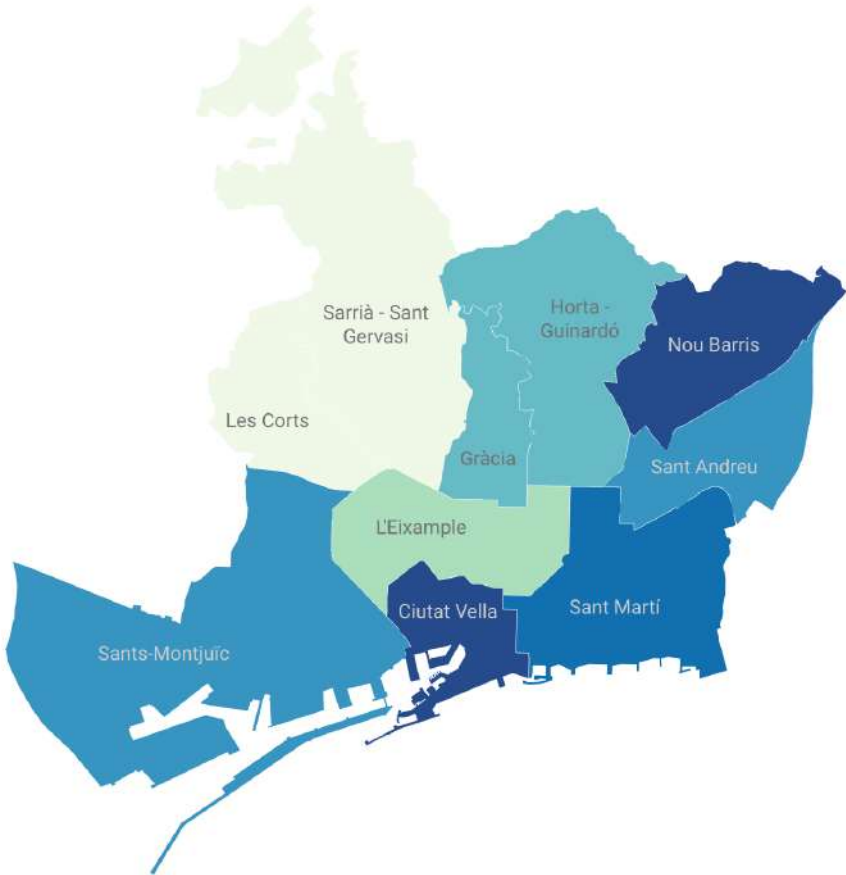 Sarrià - Sant
Gervasi
Horta -
Guinardó
Nou Barris
Les Corts
Gràcia
Sant Andreu
L'Eixample
Ciutat Vella
Sant Martí
Sants-Montjuïc